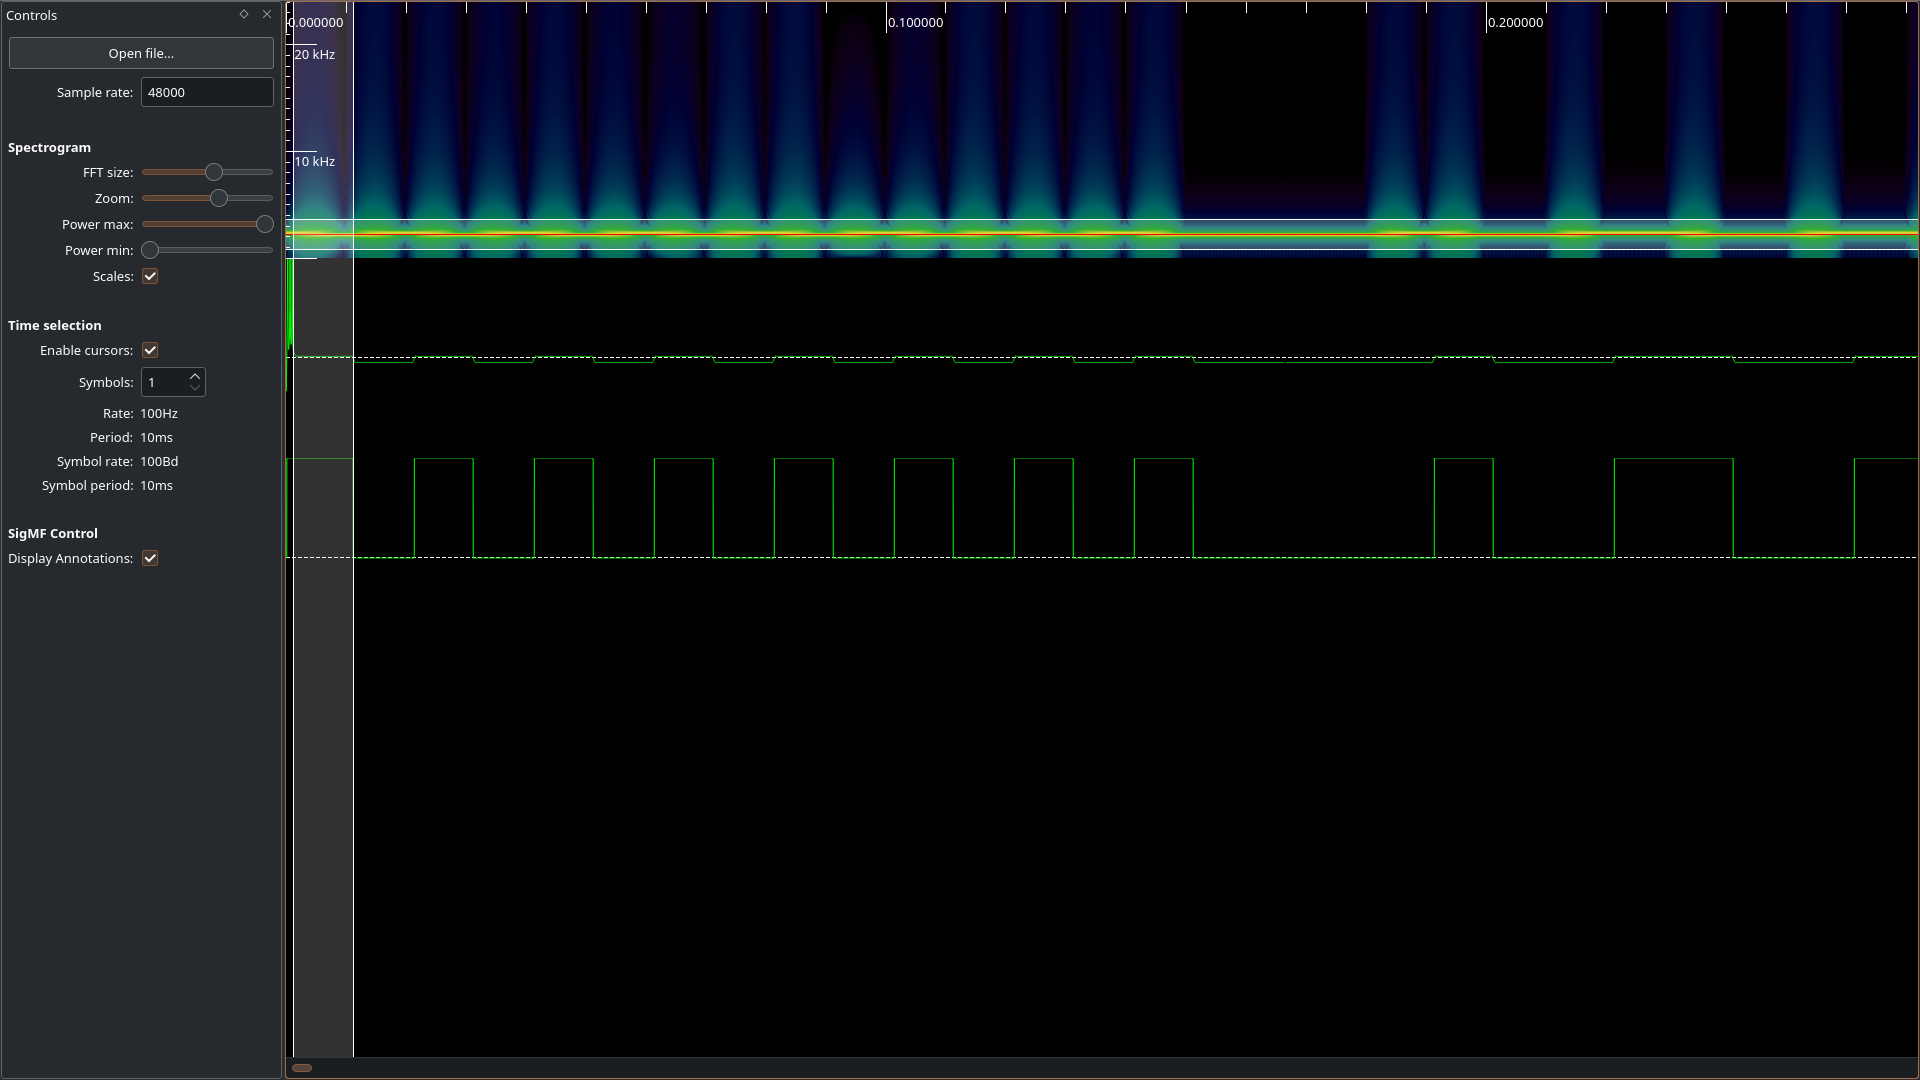 Controls
Open file...
Sample rate: 48000
Spectrogram
FFT size:
Zoom:
Power max:
Power min:
Scales:
Time selection
Enable cursors:
Symbols: 1
Rate: 100Hz
Period: 10ms
Symbol rate: 100Bd
Symbol period: 10ms
SigMF Control
Display Annotations:
0.000000 0.100000 0.200000
20 kHz
10 kHz